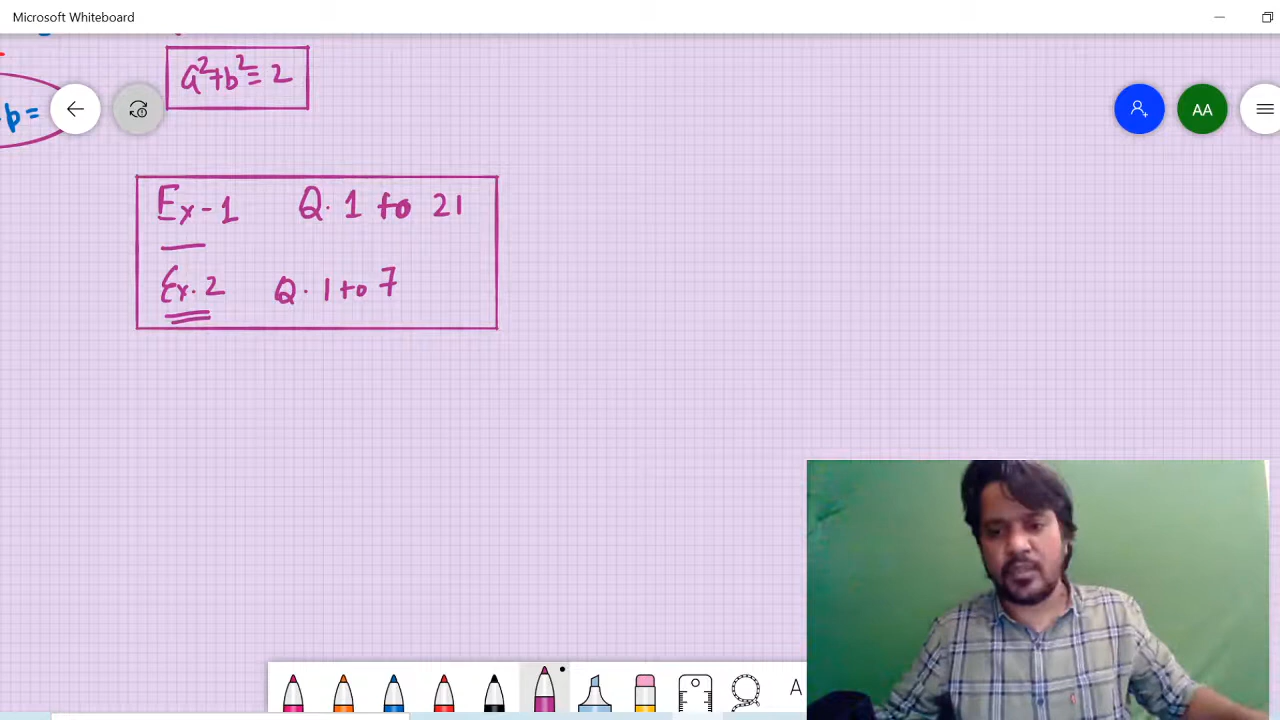 Microsoft Whiteboard
a²+b²=2
p=
Ex-1 Q. 1 to 21
Ex. 2 Q. 1 to 7
AA
A